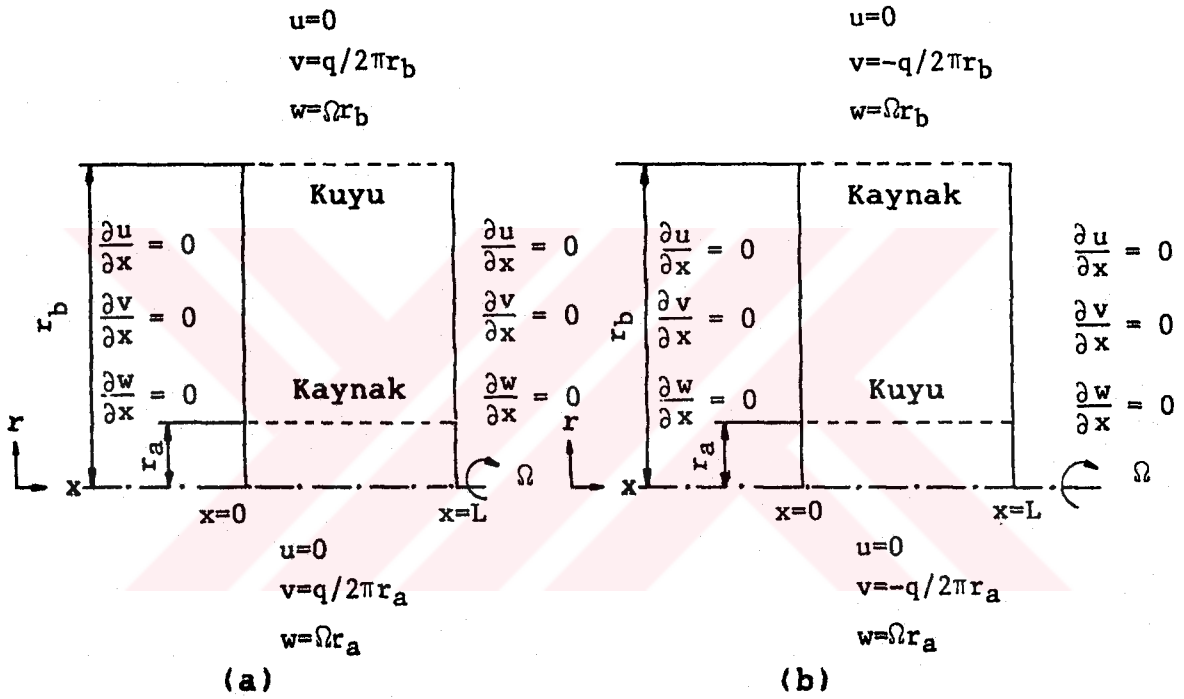 u=0
v=q/2πr_b
w=Ωr_b
Kuyu
∂u/∂x = 0
∂v/∂x = 0
∂w/∂x = 0
r_b
r_a
r
x
Kaynak
∂u/∂x = 0
∂v/∂x = 0
∂w/∂x = 0
Ω
x=0
x=L
u=0
v=q/2πr_a
w=Ωr_a
(a)
u=0
v=-q/2πr_b
w=Ωr_b
Kaynak
∂u/∂x = 0
∂v/∂x = 0
∂w/∂x = 0
r_b
r_a
r
x
Kuyu
∂u/∂x = 0
∂v/∂x = 0
∂w/∂x = 0
Ω
x=0
x=L
u=0
v=-q/2πr_a
w=Ωr_a
(b)